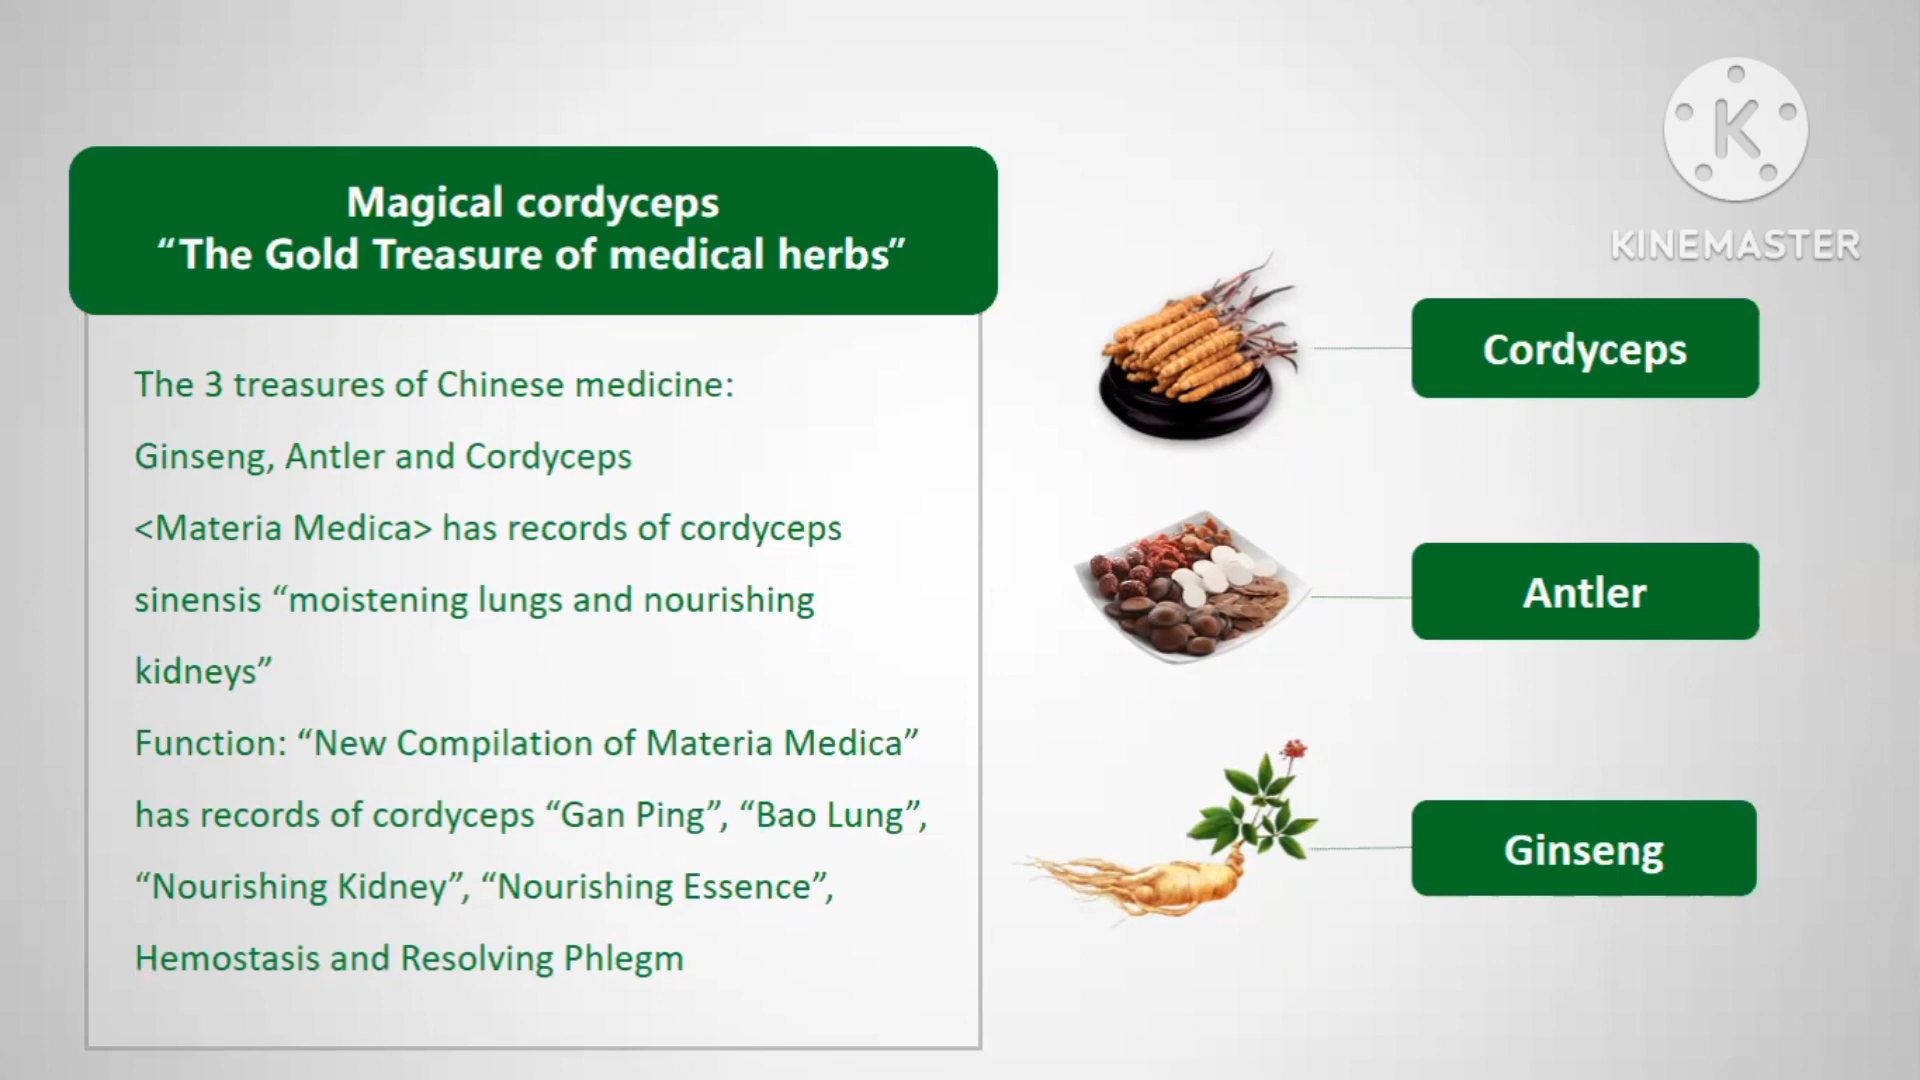 Magical cordyceps
“The Gold Treasure of medical herbs”
The 3 treasures of Chinese medicine:
Ginseng, Antler and Cordyceps
<Materia Medica> has records of cordyceps
sinensis “moistening lungs and nourishing
kidneys”
Function: “New Compilation of Materia Medica”
has records of cordyceps “Gan Ping”, “Bao Lung”,
“Nourishing Kidney”, “Nourishing Essence”,
Hemostasis and Resolving Phlegm
K
KINEMASTER
Cordyceps
Antler
Ginseng